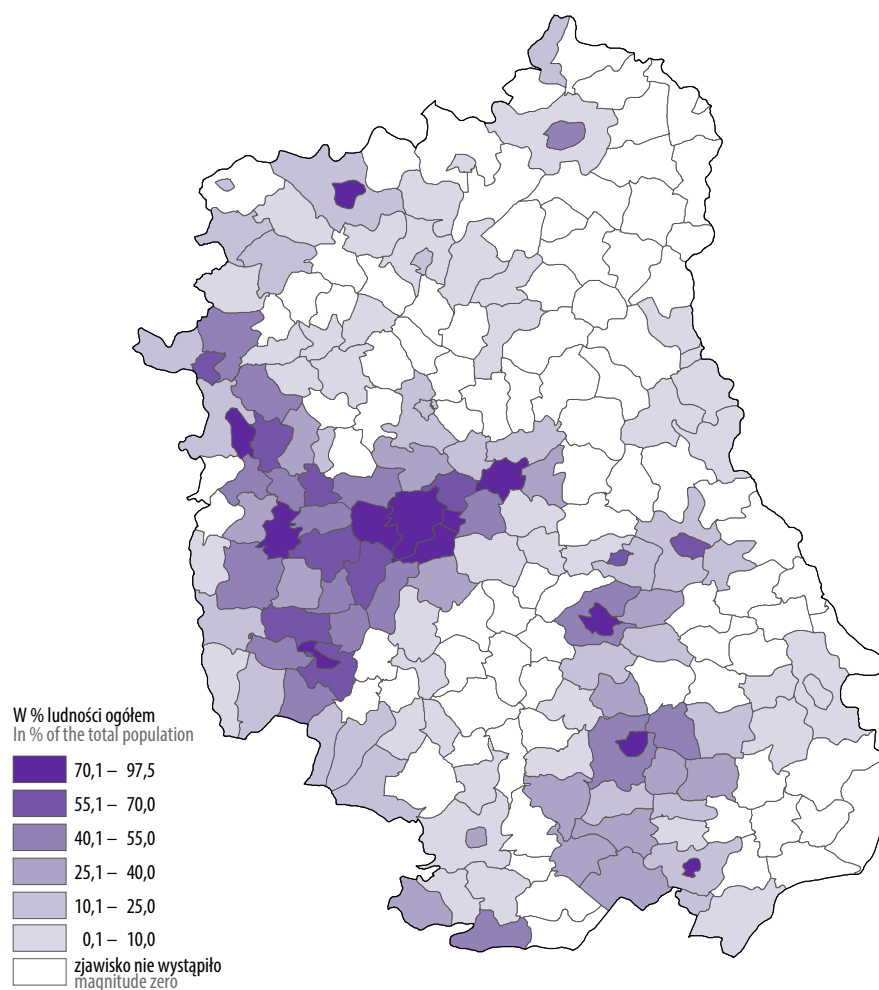 W % ludności ogółem
In % of the total population
70,1 – 97,5
55,1 – 70,0
40,1 – 55,0
25,1 – 40,0
10,1 – 25,0
0,1 – 10,0
zjawisko nie wystąpiło
magnitude zero